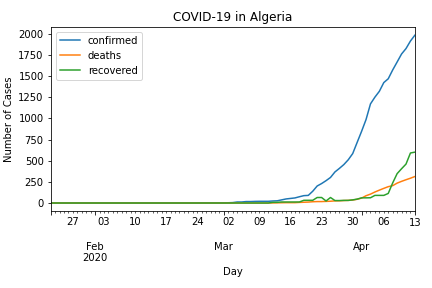 COVID-19 in Algeria
confirmed
deaths
recovered
Number of Cases
2000
1750
1500
1250
1000
750
500
250
0
27 03 10 17 24 02 09 16 23 30 06 13
Feb Mar Apr
2020
Day